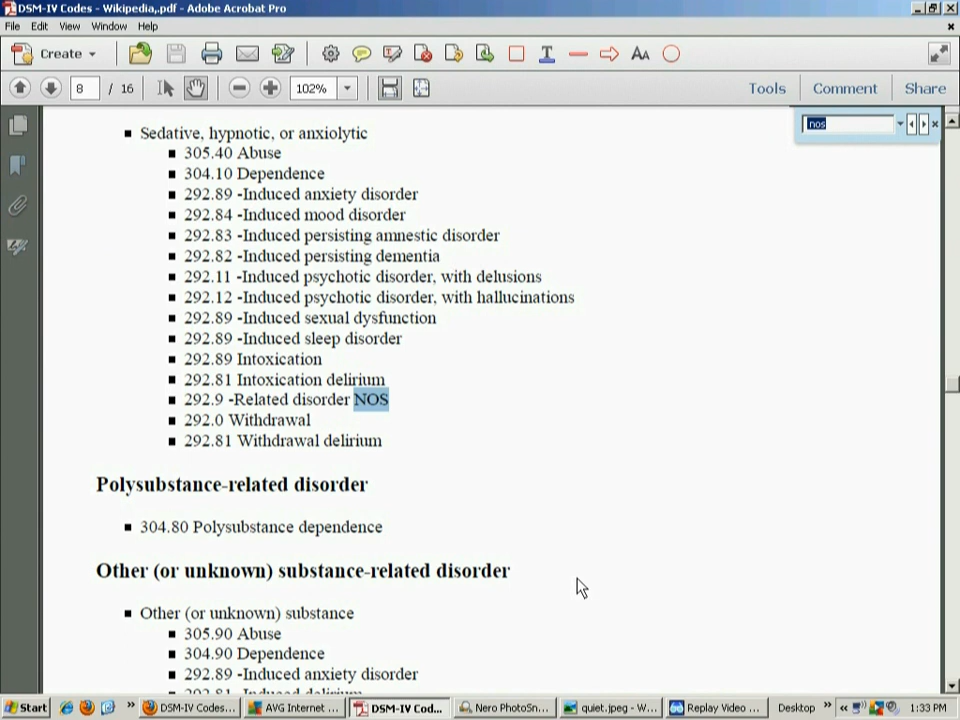 DSM-IV Codes - Wikipedia,.pdf - Adobe Acrobat Pro
File Edit View Window Help
Create
8 / 16 102% Tools Comment Share
nos
Sedative, hypnotic, or anxiolytic
305.40 Abuse
304.10 Dependence
292.89 -Induced anxiety disorder
292.84 -Induced mood disorder
292.83 -Induced persisting amnestic disorder
292.82 -Induced persisting dementia
292.11 -Induced psychotic disorder, with delusions
292.12 -Induced psychotic disorder, with hallucinations
292.89 -Induced sexual dysfunction
292.89 -Induced sleep disorder
292.89 Intoxication
292.81 Intoxication delirium
292.9 -Related disorder NOS
292.0 Withdrawal
292.81 Withdrawal delirium
Polysubstance-related disorder
304.80 Polysubstance dependence
Other (or unknown) substance-related disorder
Other (or unknown) substance
305.90 Abuse
304.90 Dependence
292.89 -Induced anxiety disorder
292.81 -Induced delirium
Start DSM-IV Codes... AVG Internet ... DSM-IV Cod... Nero PhotoSn... quiet.jpeg - W... Replay Video ... Desktop 1:33 PM